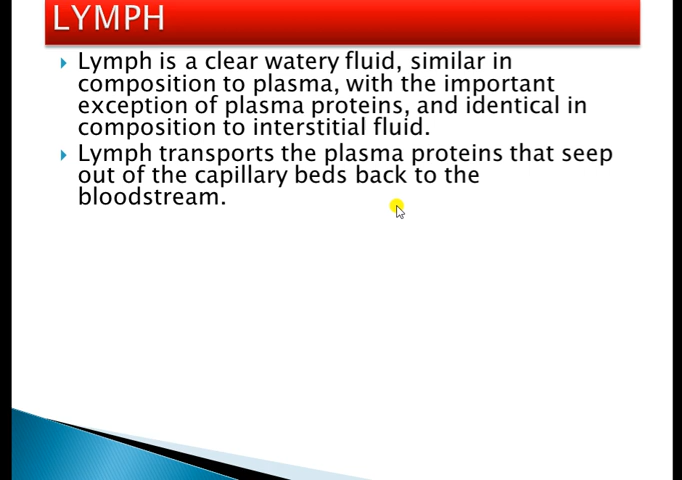 LYMPH
Lymph is a clear watery fluid, similar in
composition to plasma, with the important
exception of plasma proteins, and identical in
composition to interstitial fluid.
Lymph transports the plasma proteins that seep
out of the capillary beds back to the
bloodstream.